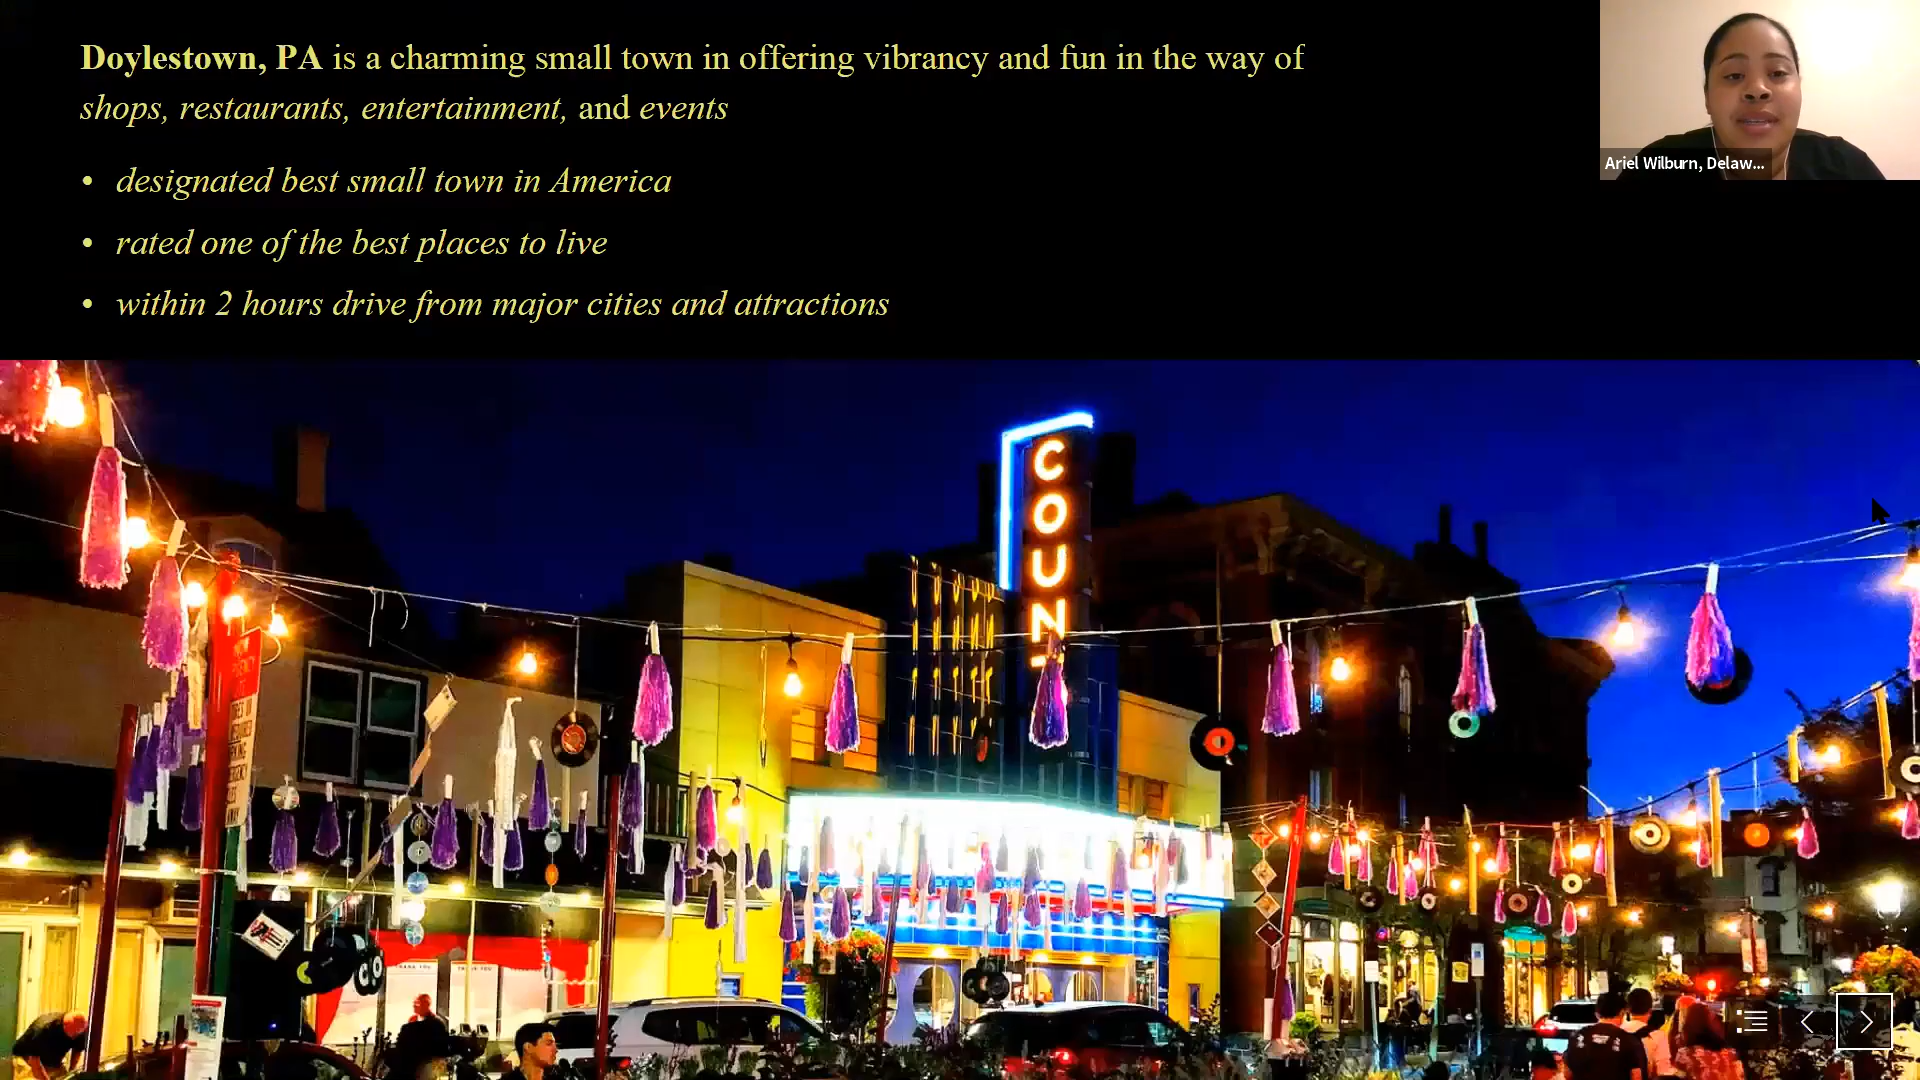 Doylestown, PA is a charming small town in offering vibrancy and fun in the way of
shops, restaurants, entertainment, and events
• designated best small town in America
• rated one of the best places to live
• within 2 hours drive from major cities and attractions
Ariel Wilburn, Delaw...
COUN
THANK YOU